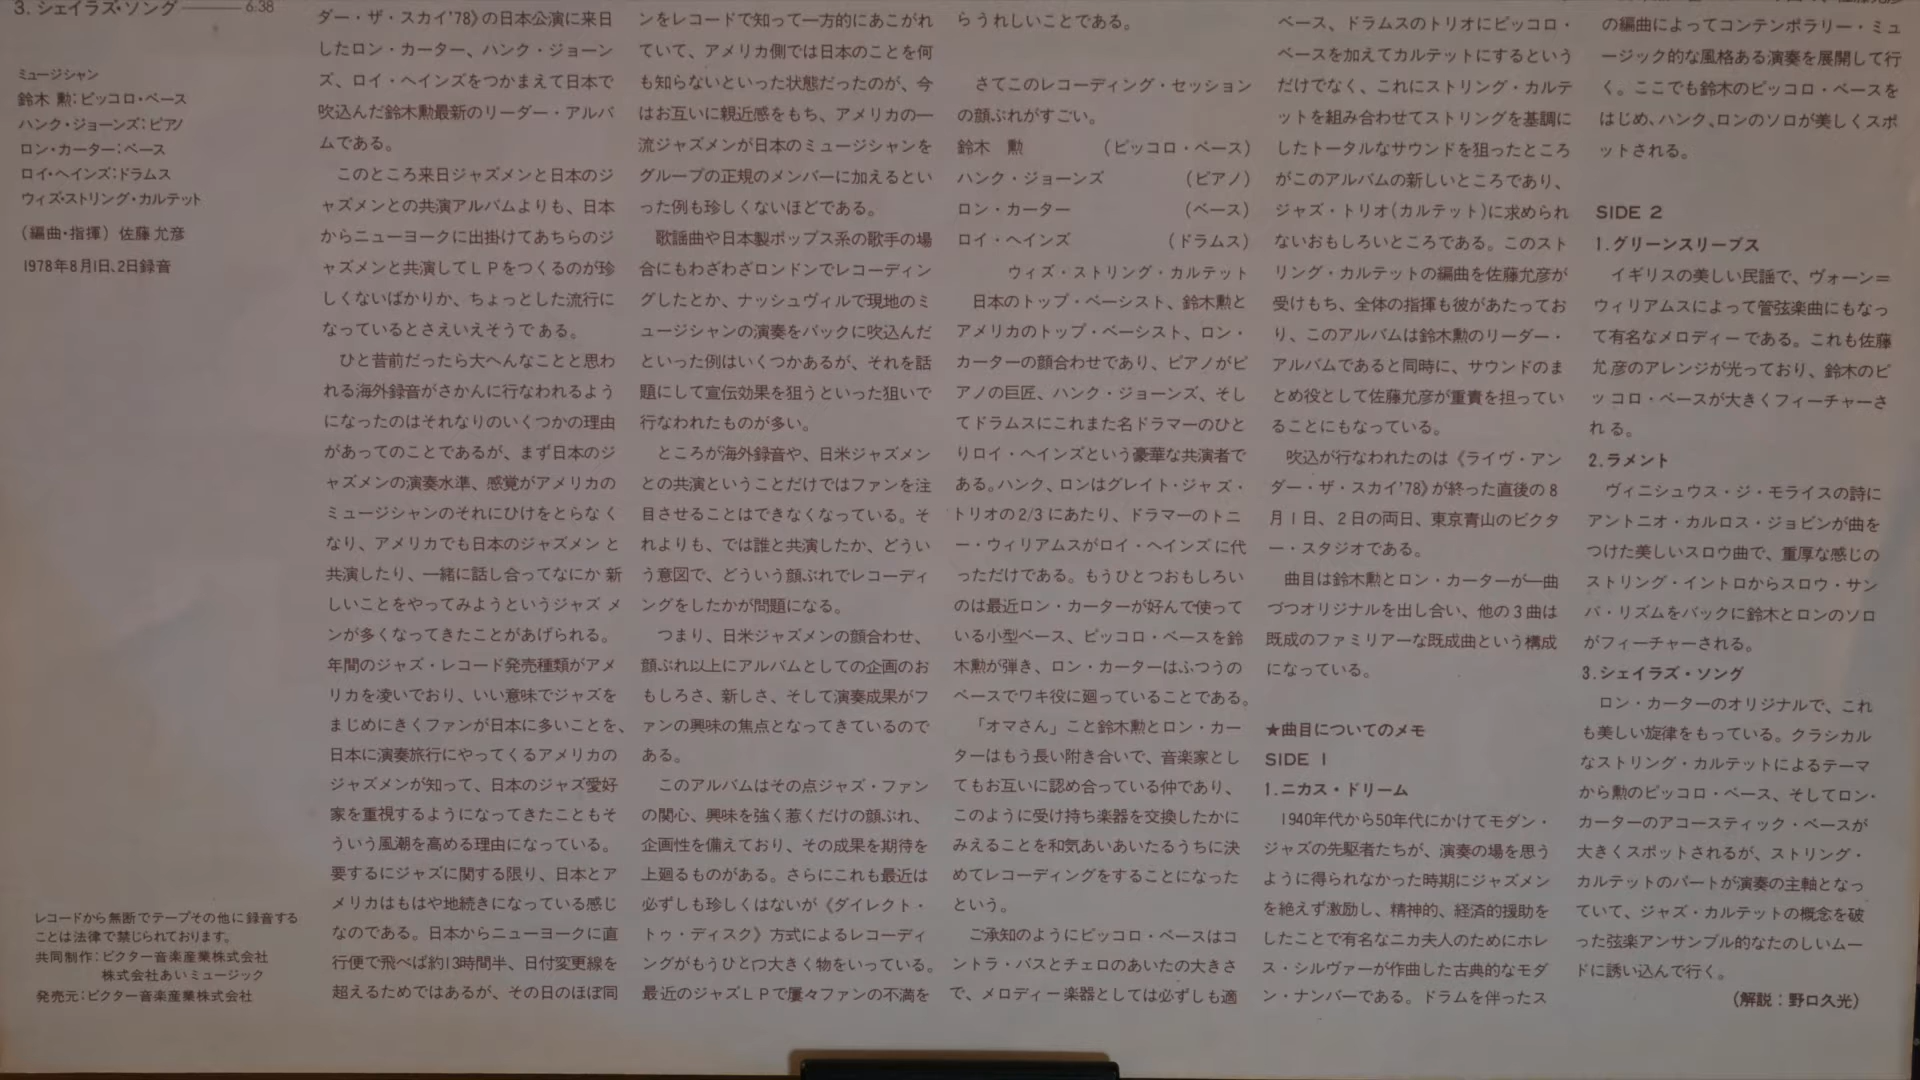 3. シェイラズ・ソング――― 6:38
ミュージシャン
鈴木 勲:ピッコロ・ベース
ハンク・ジョーンズ:ピアノ
ロン・カーター:ベース
ロイ・ヘインズ:ドラムス
ウィズ・ストリング・カルテット
(編曲・指揮) 佐藤允彦
1978年8月1日、2日録音
レコードから無断でテープその他に録音する
ことは法律で禁じられております。
共同制作:ビクター音楽産業株式会社
株式会社あいミュージック
発売元:ビクター音楽産業株式会社
ダー・ザ・スカイ'78》の日本公演に来日
したロン・カーター、ハンク・ジョーン
ズ、ロイ・ヘインズをつかまえて日本で
吹込んだ鈴木勲最新のリーダー・アルバ
ムである。
このところ来日ジャズメンと日本のジ
ャズメンとの共演アルバムよりも、日本
からニューヨークに出掛けてあちらのジ
ャズメンと共演してLPをつくるのが珍
しくないばかりか、ちょっとした流行に
なっているとさえいえそうである。
ひと昔前だったら大へんなことと思わ
れる海外録音がさかんに行なわれるよう
になったのはそれなりのいくつかの理由
があってのことであるが、まず日本のジ
ャズメンの演奏水準、感覚がアメリカの
ミュージシャンのそれにひけをとらなく
なり、アメリカでも日本のジャズメンと
共演したり、一緒に話し合ってなにか新
しいことをやってみようというジャズメ
ンが多くなってきたことがあげられる。
年間のジャズ・レコード発売種類がアメ
リカを凌いでおり、いい意味でジャズを
まじめにきくファンが日本に多いことを、
日本に演奏旅行にやってくるアメリカの
ジャズメンが知って、日本のジャズ愛好
家を重視するようになってきたこともそ
ういう風潮を高める理由になっている。
要するにジャズに関する限り、日本とア
メリカはもはや地続きになっている感じ
なのである。日本からニューヨークに直
行便で飛べば約13時間半、日付変更線を
超えるためではあるが、その日のほぼ同
ンをレコードで知って一方的にあこがれ
ていて、アメリカ側では日本のことを何
も知らないといった状態だったのが、今
はお互いに親近感をもち、アメリカの一
流ジャズメンが日本のミュージシャンを
グループの正規のメンバーに加えるとい
った例も珍しくないほどである。
歌謡曲や日本製ポップス系の歌手の場
合にもわざわざロンドンでレコーディン
グしたとか、ナッシュヴィルで現地のミ
ュージシャンの演奏をバックに吹込んだ
といった例はいくつかあるが、それを話
題にして宣伝効果を狙うといった狙いで
行なわれたものが多い。
ところが海外録音や、日米ジャズメン
との共演ということだけではファンを注
目させることはできなくなっている。そ
れよりも、では誰と共演したか、どうい
う意図で、どういう顔ぶれでレコーディ
ングをしたかが問題になる。
つまり、日米ジャズメンの顔合わせ、
顔ぶれ以上にアルバムとしての企画のお
もしろさ、新しさ、そして演奏成果がフ
ァンの興味の焦点となってきているので
ある。
このアルバムはその点ジャズ・ファン
の関心、興味を強く惹くだけの顔ぶれ、
企画性を備えており、その成果を期待を
上廻るものがある。さらにこれも最近は
必ずしも珍しくはないが《ダイレクト・
トゥ・ディスク》方式によるレコーディ
ングがもうひとつ大きく物をいっている。
最近のジャズLPで屢々ファンの不満を
らうれしいことである。
さてこのレコーディング・セッション
の顔ぶれがすごい。
鈴木 勲 (ピッコロ・ベース)
ハンク・ジョーンズ (ピアノ)
ロン・カーター (ベース)
ロイ・ヘインズ (ドラムス)
ウィズ・ストリング・カルテット
日本のトップ・ベーシスト、鈴木勲と
アメリカのトップ・ベーシスト、ロン・
カーターの顔合わせであり、ピアノがピ
アノの巨匠、ハンク・ジョーンズ、そし
てドラムスにこれまた名ドラマーのひと
りロイ・ヘインズという豪華な共演者で
ある。ハンク、ロンはグレイト・ジャズ・
トリオの2/3にあたり、ドラマーのトニ
ー・ウィリアムスがロイ・ヘインズに代
っただけである。もうひとつおもしろい
のは最近ロン・カーターが好んで使って
いる小型ベース、ピッコロ・ベースを鈴
木勲が弾き、ロン・カーターはふつうの
ベースでワキ役に廻っていることである。
「オマさん」こと鈴木勲とロン・カー
ターはもう長い附き合いで、音楽家とし
てもお互いに認め合っている仲であり、
このように受け持ち楽器を交換したかに
みえることを和気あいあいたるうちに決
めてレコーディングをすることになった
という。
ご承知のようにピッコロ・ベースはコ
ントラ・バスとチェロのあいたの大きさ
で、メロディー楽器としては必ずしも適
ベース、ドラムスのトリオにピッコロ・
ベースを加えてカルテットにするという
だけでなく、これにストリング・カルテ
ットを組み合わせてストリングを基調に
したトータルなサウンドを狙ったところ
がこのアルバムの新しいところであり、
ジャズ・トリオ(カルテット)に求められ
ないおもしろいところである。このスト
リング・カルテットの編曲を佐藤允彦が
受けもち、全体の指揮も彼があたってお
り、このアルバムは鈴木勲のリーダー・
アルバムであると同時に、サウンドのま
とめ役として佐藤允彦が重責を担ってい
ることにもなっている。
吹込が行なわれたのは《ライヴ・アン
ダー・ザ・スカイ'78》が終った直後の8
月1日、2日の両日、東京青山のビクタ
ー・スタジオである。
曲目は鈴木勲とロン・カーターが一曲
づつオリジナルを出し合い、他の3曲は
既成のファミリアーな既成曲という構成
になっている。
★曲目についてのメモ
SIDE 1
1.ニカス・ドリーム
1940年代から50年代にかけてモダン・
ジャズの先駆者たちが、演奏の場を思う
ように得られなかった時期にジャズメン
を絶えず激励し、精神的、経済的援助を
したことで有名なニカ夫人のためにホレ
ス・シルヴァーが作曲した古典的なモダ
ン・ナンバーである。ドラムを伴ったス
の編曲によってコンテンポラリー・ミュ
ージック的な風格ある演奏を展開して行
く。ここでも鈴木のピッコロ・ベースを
はじめ、ハンク、ロンのソロが美しくスポ
ットされる。
SIDE 2
1.グリーンスリーブス
イギリスの美しい民謡で、ヴォーン＝
ウィリアムスによって管弦楽曲にもなっ
て有名なメロディーである。これも佐藤
允彦のアレンジが光っており、鈴木のピ
ッコロ・ベースが大きくフィーチャーさ
れる。
2.ラメント
ヴィニシュウス・ジ・モライスの詩に
アントニオ・カルロス・ジョビンが曲を
つけた美しいスロウ曲で、重厚な感じの
ストリング・イントロからスロウ・サン
バ・リズムをバックに鈴木とロンのソロ
がフィーチャーされる。
3.シェイラズ・ソング
ロン・カーターのオリジナルで、これ
も美しい旋律をもっている。クラシカル
なストリング・カルテットによるテーマ
から勲のピッコロ・ベース、そしてロン・
カーターのアコースティック・ベースが
大きくスポットされるが、ストリング・
カルテットのパートが演奏の主軸となっ
ていて、ジャズ・カルテットの概念を破
った弦楽アンサンブル的なたのしいムー
ドに誘い込んで行く。
(解説：野口久光)